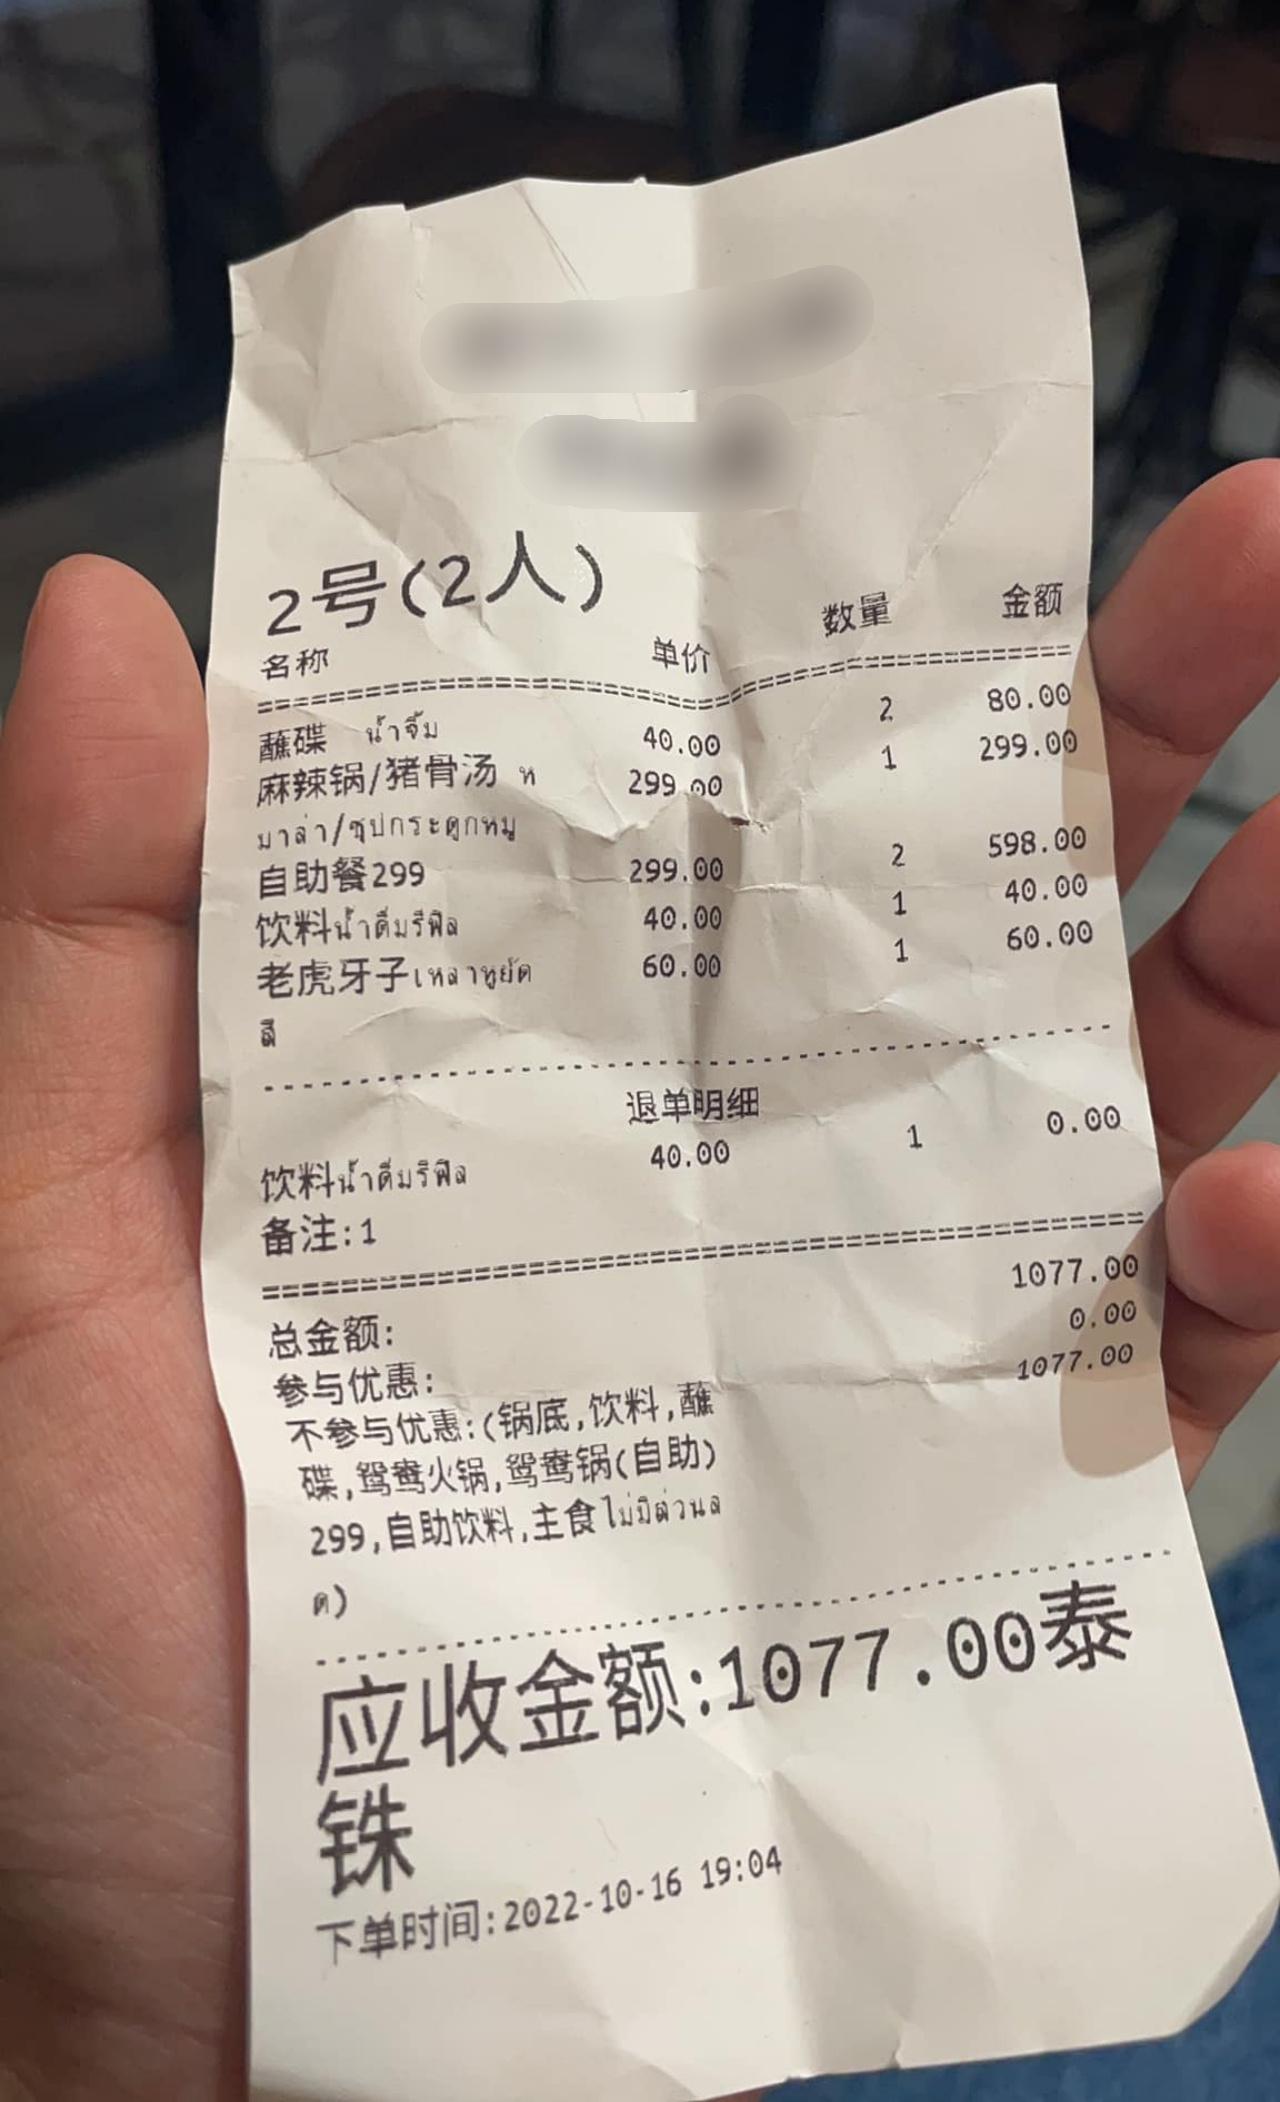 2号(2人)
名称 单价 数量 金额
============================================
蘸碟 น้ำจิ้ม 40.00 2 80.00
麻辣锅/猪骨汤 ห 299.00 1 299.00
มาล่า/ซุปกระดูกหมู
自助餐299 299.00 2 598.00
饮料น้ำดื่มรีฟิล 40.00 1 40.00
老虎牙子เหล 60.00 1 60.00
--------------------------------------------
退单明细
饮料น้ำดื่มรีฟิล 40.00 1 0.00
备注:1
============================================
总金额: 1077.00
参与优惠: 0.00
不参与优惠:(锅底,饮料,蘸 1077.00
碟,鸳鸯火锅,鸳鸯锅(自助)
299,自助饮料,主食ไม่มีส่วนล
ด)
--------------------------------------------
应收金额:1077.00泰
铢
下单时间:2022-10-16 19:04